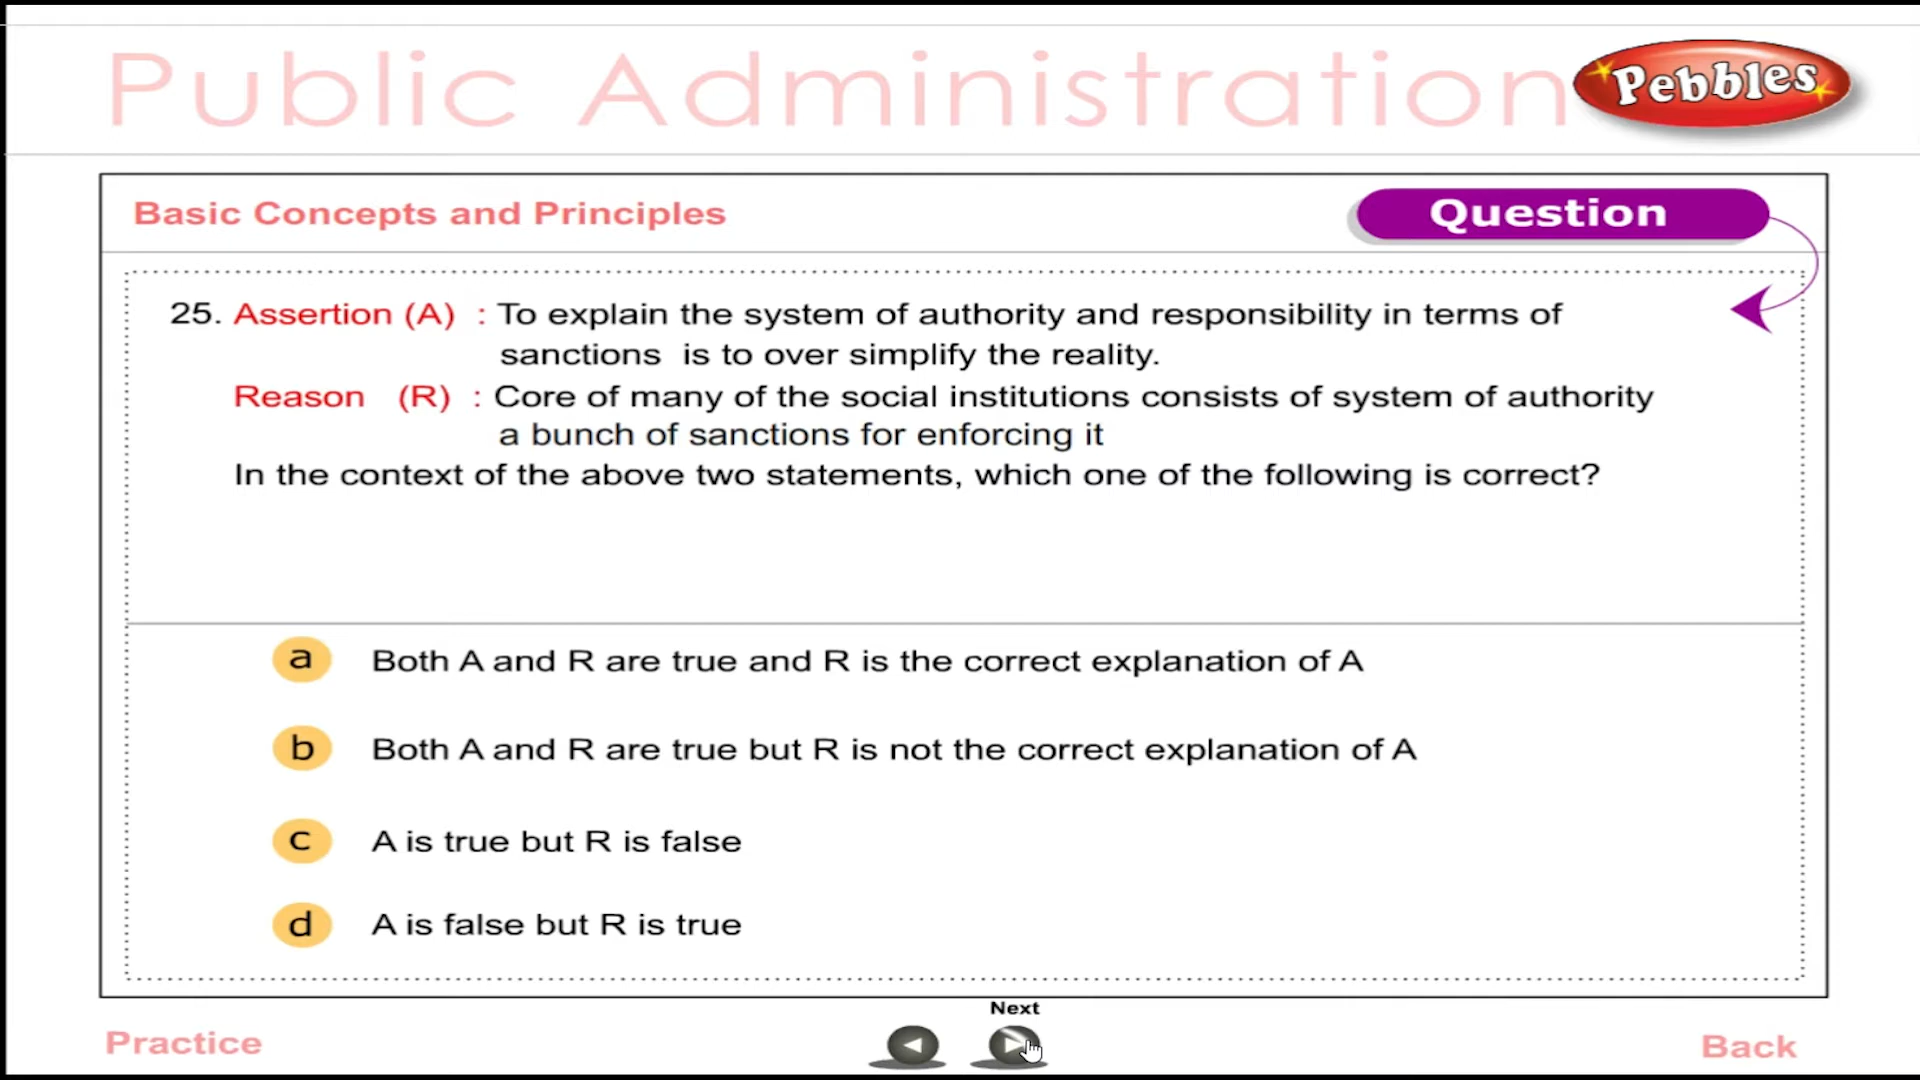 Public Administration
Pebbles
Basic Concepts and Principles
Question
25. Assertion (A) : To explain the system of authority and responsibility in terms of
sanctions is to over simplify the reality.
Reason (R) : Core of many of the social institutions consists of system of authority
a bunch of sanctions for enforcing it
In the context of the above two statements, which one of the following is correct?
a Both A and R are true and R is the correct explanation of A
b Both A and R are true but R is not the correct explanation of A
c A is true but R is false
d A is false but R is true
Next
Practice
Back